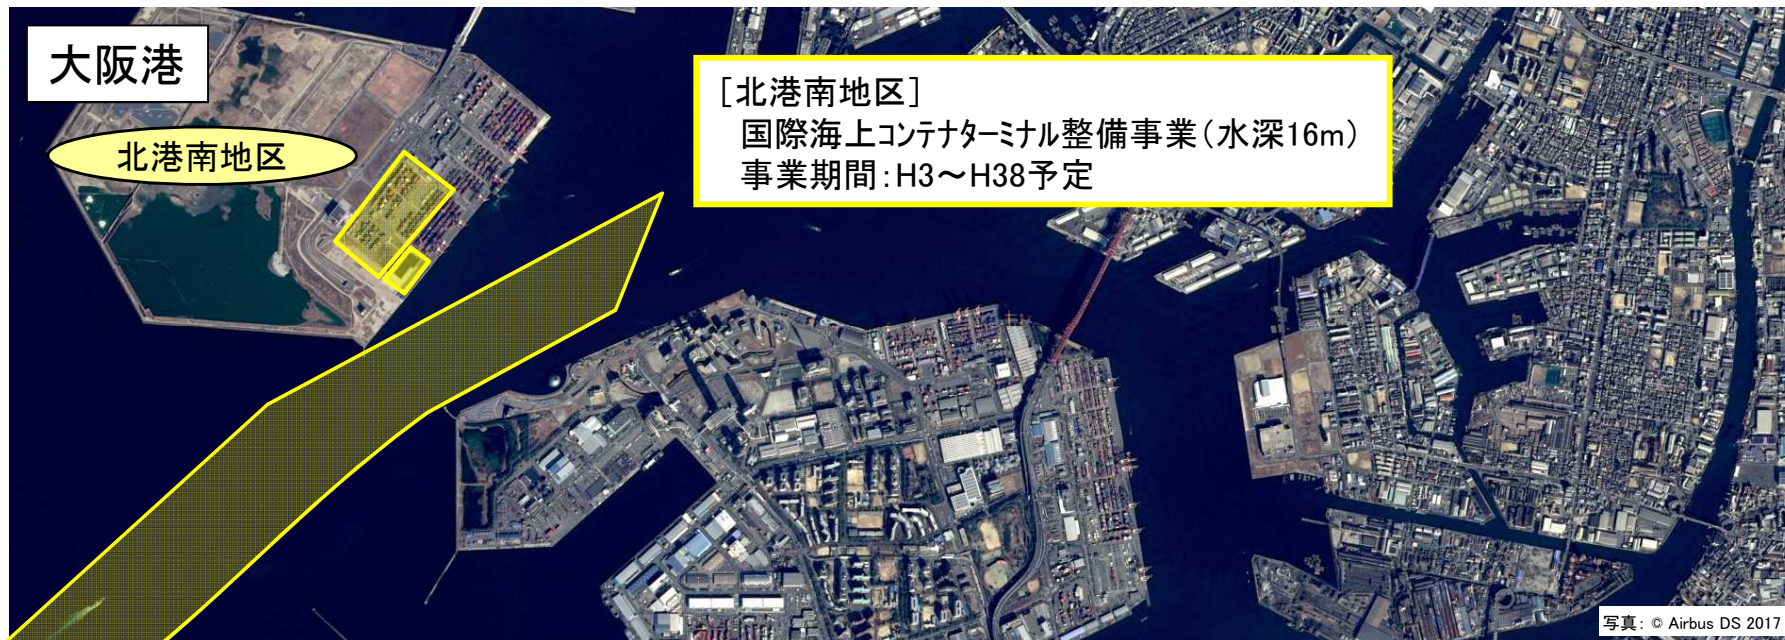 大阪港
北港南地区
［北港南地区］
国際海上コンテナターミナル整備事業（水深16m）
事業期間：H3～H38予定
写真：© Airbus DS 2017